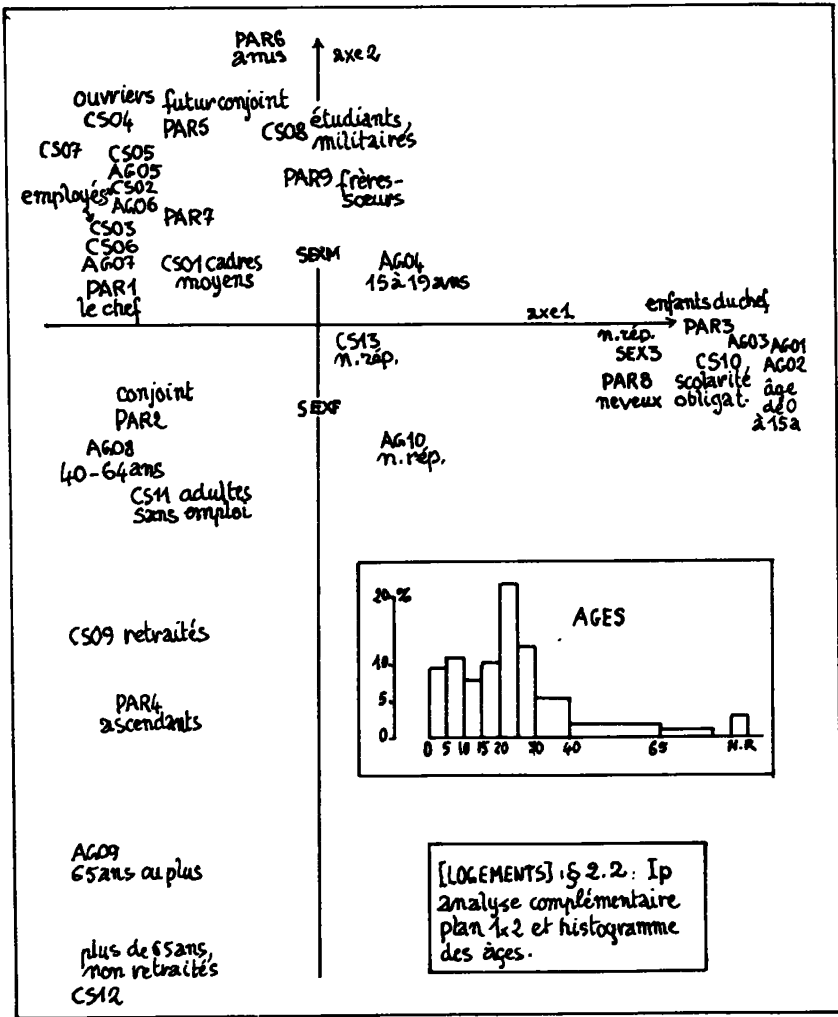 PAR6
amis
axe 2
ouvriers
CS04
futur conjoint
PAR5
CS08 étudiants,
militaires
CS07
CS05
AG05
CS02
employés
AG06
PAR7
PAR9 frères-
soeurs
CS03
CS06
AG07
CS01 cadres
moyens
SEXM
AG04
15 à 19 ans
PAR1
le chef
axe 1
enfants du chef
PAR3
n.rép.
SEX3
AG03
AG01
AG02
CS10
scolarité
obligat.
âge
de 0
à 15a
PAR8
neveux
CS13
n.rép.
conjoint
PAR2
SEXF
AG10
n.rép.
AG08
40-64 ans
CS11 adultes
sans emploi
CS09 retraités
PAR4
ascendants
AG09
65 ans ou plus
plus de 65 ans,
non retraités
CS12
AGES
20 %
10
5
0
0 5 10 15 20 30 40 65 N.R
[LOGEMENTS] : § 2.2 : Ip
analyse complémentaire
plan 1x2 et histogramme
des âges.